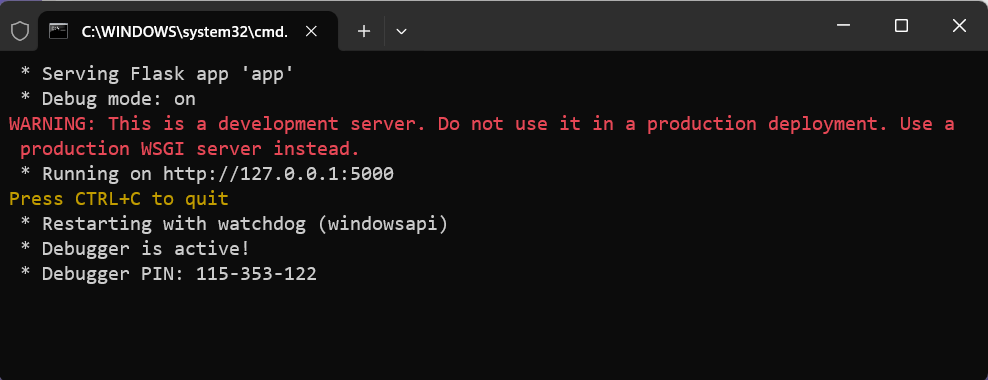 C:\WINDOWS\system32\cmd.
* Serving Flask app 'app'
* Debug mode: on
WARNING: This is a development server. Do not use it in a production deployment. Use a
production WSGI server instead.
* Running on http://127.0.0.1:5000
Press CTRL+C to quit
* Restarting with watchdog (windowsapi)
* Debugger is active!
* Debugger PIN: 115-353-122